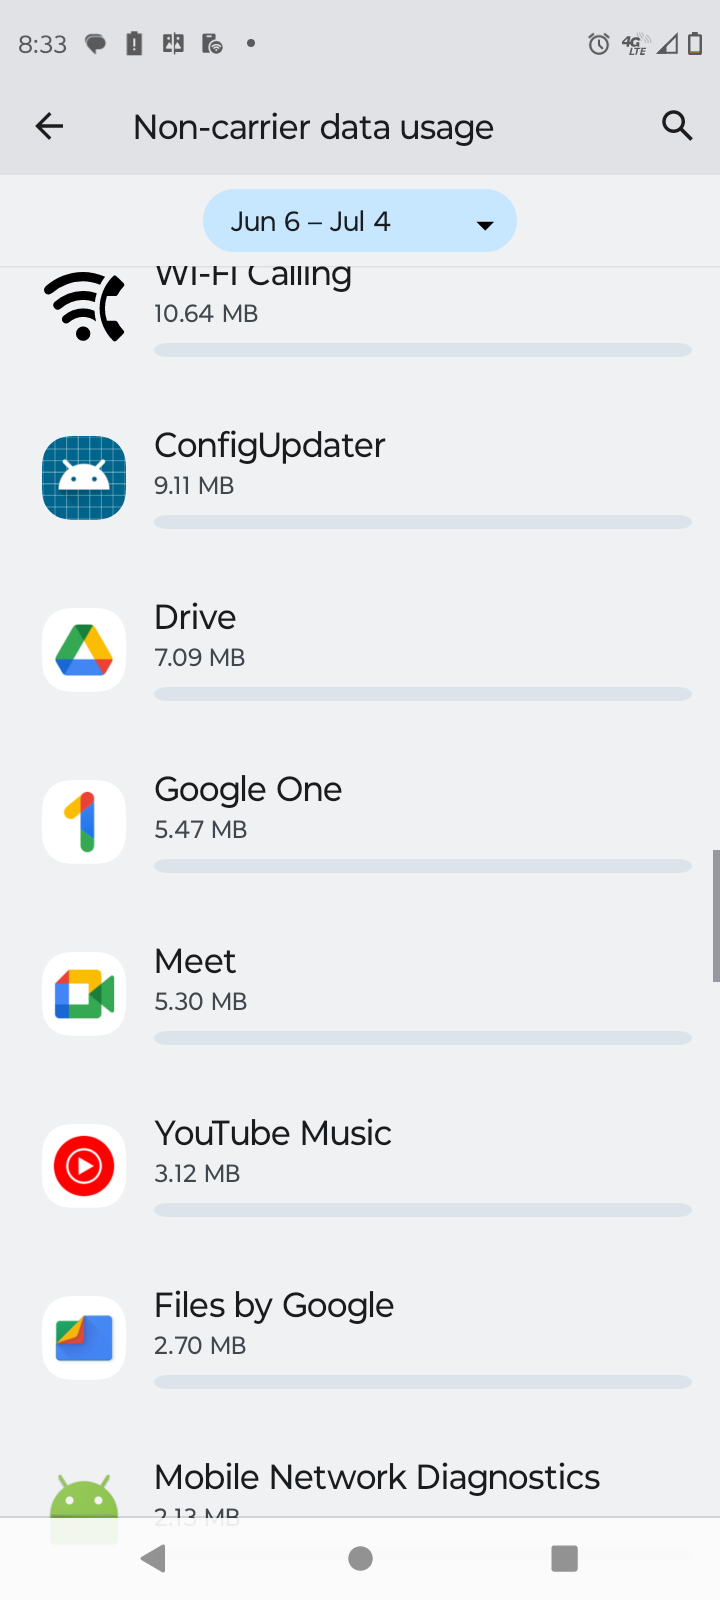 8:33
4G LTE
Non-carrier data usage
Jun 6 – Jul 4
Wi-Fi Calling
10.64 MB
ConfigUpdater
9.11 MB
Drive
7.09 MB
Google One
5.47 MB
Meet
5.30 MB
YouTube Music
3.12 MB
Files by Google
2.70 MB
Mobile Network Diagnostics
2.13 MB